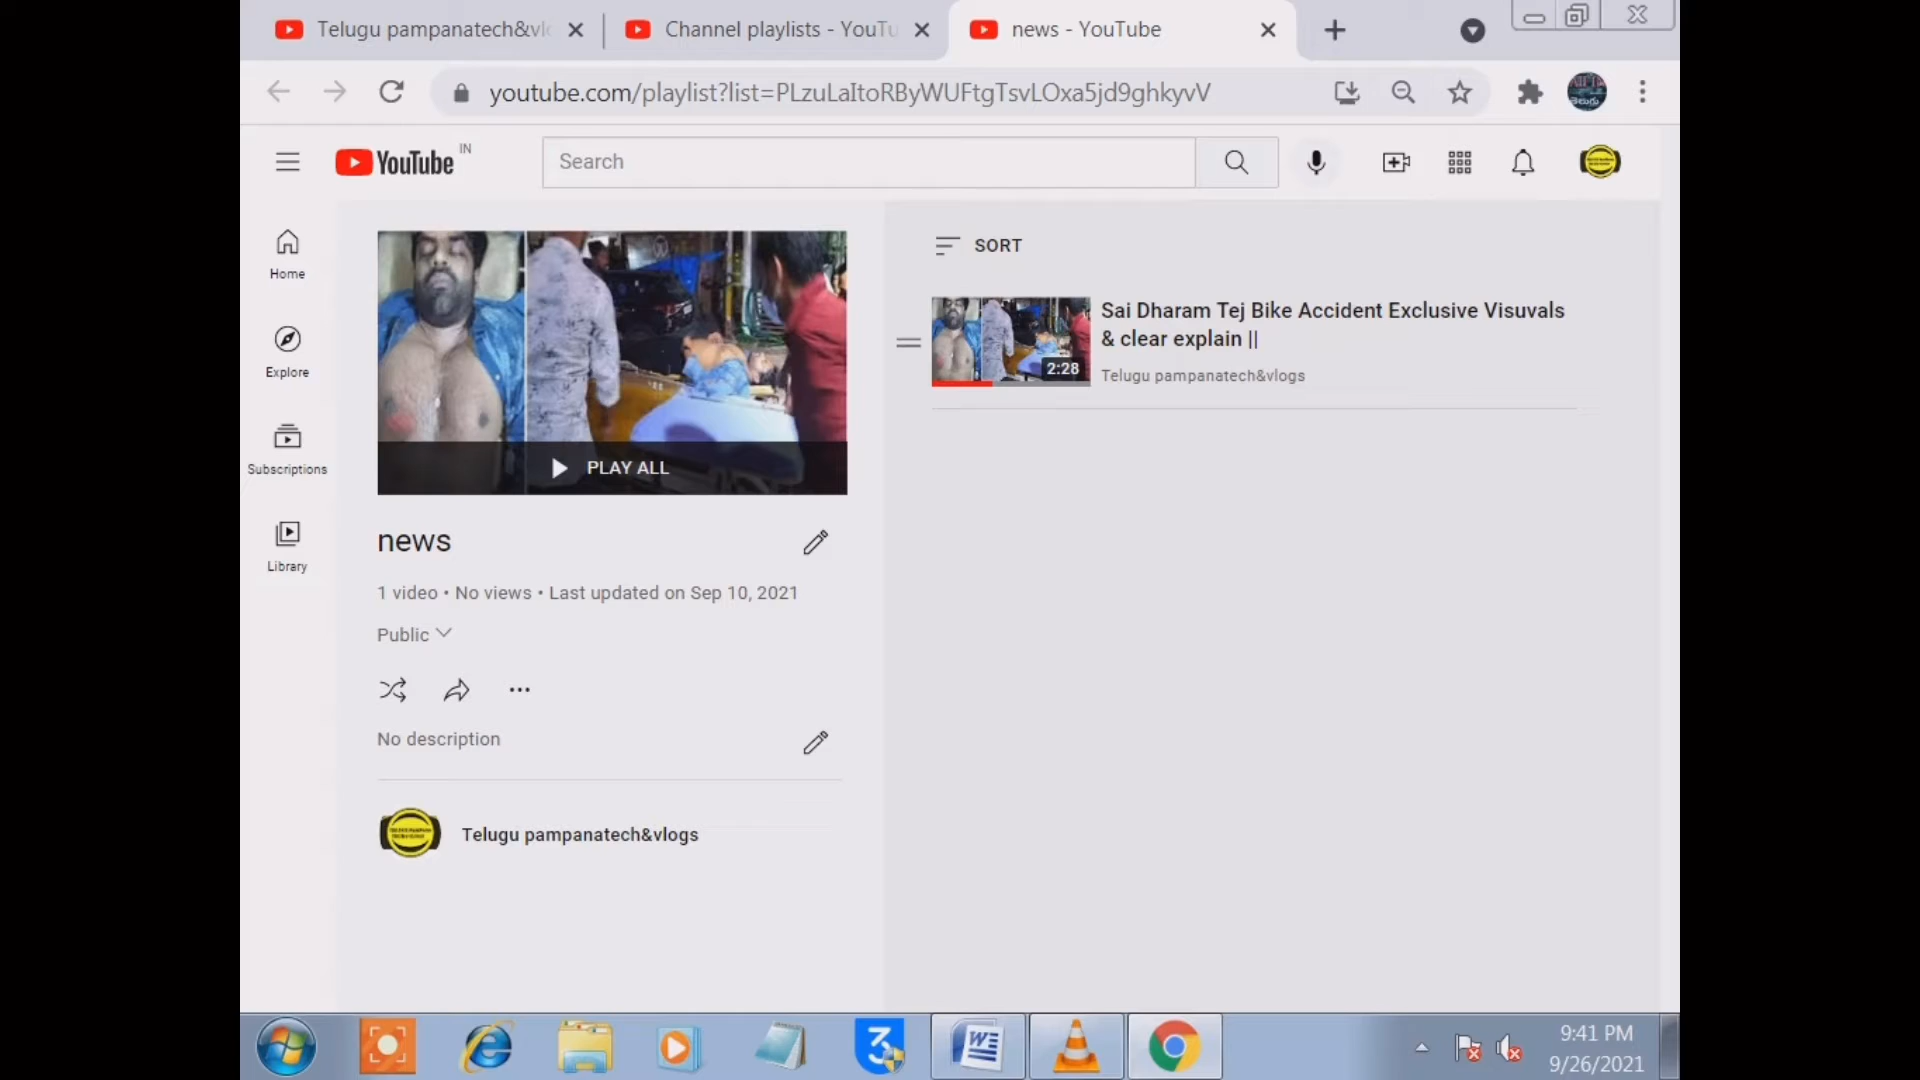 Telugu pampanatech&vl
Channel playlists - YouTu
news - YouTube
youtube.com/playlist?list=PLzuLaItoRByWUFtgTsvLOxa5jd9ghkyvV
YouTube IN
Search
Home
Explore
Subscriptions
Library
PLAY ALL
news
1 video • No views • Last updated on Sep 10, 2021
Public
No description
Telugu pampanatech&vlogs
SORT
2:28
Sai Dharam Tej Bike Accident Exclusive Visuvals
& clear explain ||
Telugu pampanatech&vlogs
9:41 PM
9/26/2021